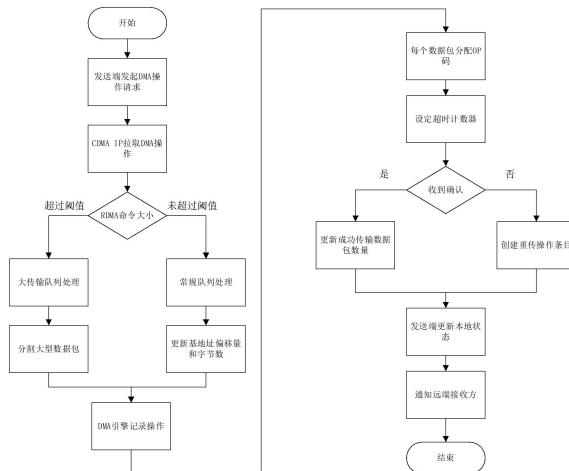 开始
发送端发起DMA操
作请求
CDMA IP拉取DMA操
作
超过阈值
RDMA命令大小
未超过阈值
大传输队列处理
常规队列处理
分割大型数据包
更新基地址偏移量
和字节数
DMA引擎记录操作
每个数据包分配OP
码
设定超时计数器
是
收到确认
否
更新成功传输数据
包数量
创建重传操作条目
发送端更新本地状
态
通知远端接收方
结束